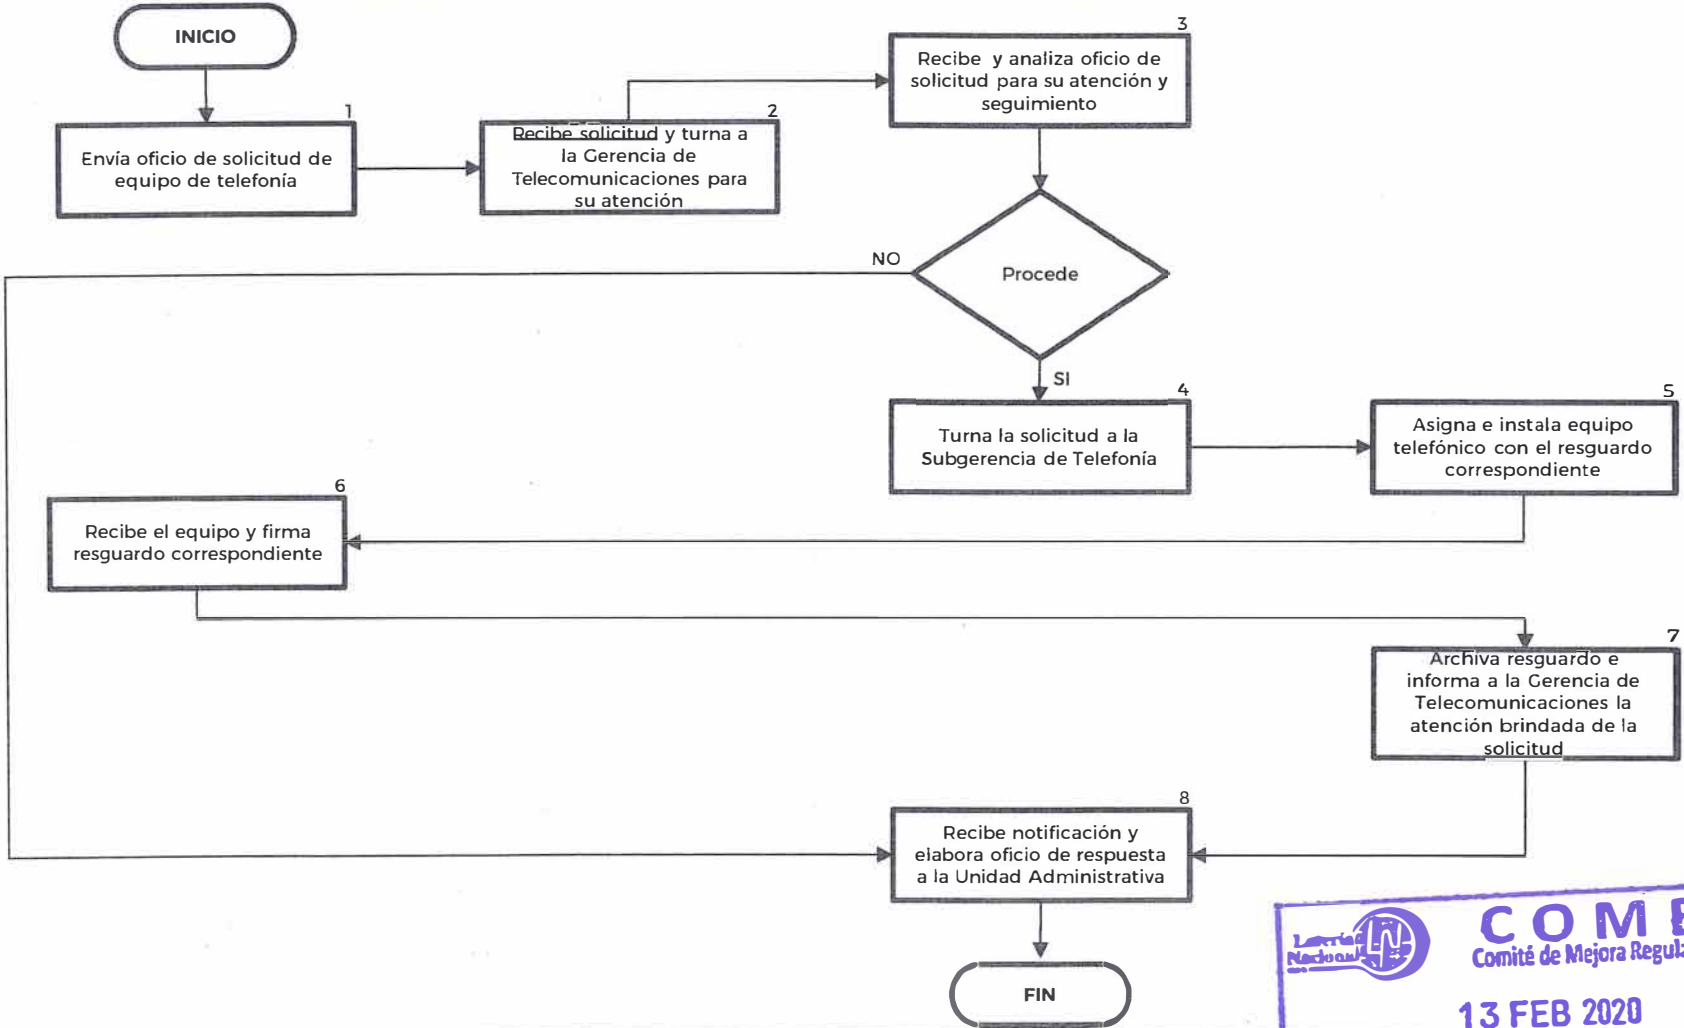 INICIO
1
Envía oficio de solicitud de
equipo de telefonía
2
Recibe solicitud y turna a
la Gerencia de
Telecomunicaciones para
su atención
3
Recibe y analiza oficio de
solicitud para su atención y
seguimiento
Procede
NO
SI
4
Turna la solicitud a la
Subgerencia de Telefonía
5
Asigna e instala equipo
telefónico con el resguardo
correspondiente
6
Recibe el equipo y firma
resguardo correspondiente
7
Archiva resguardo e
informa a la Gerencia de
Telecomunicaciones la
atención brindada de la
solicitud
8
Recibe notificación y
elabora oficio de respuesta
a la Unidad Administrativa
FIN
Lotería
Nacional
COM
Comité de Mejora Regula
13 FEB 2020